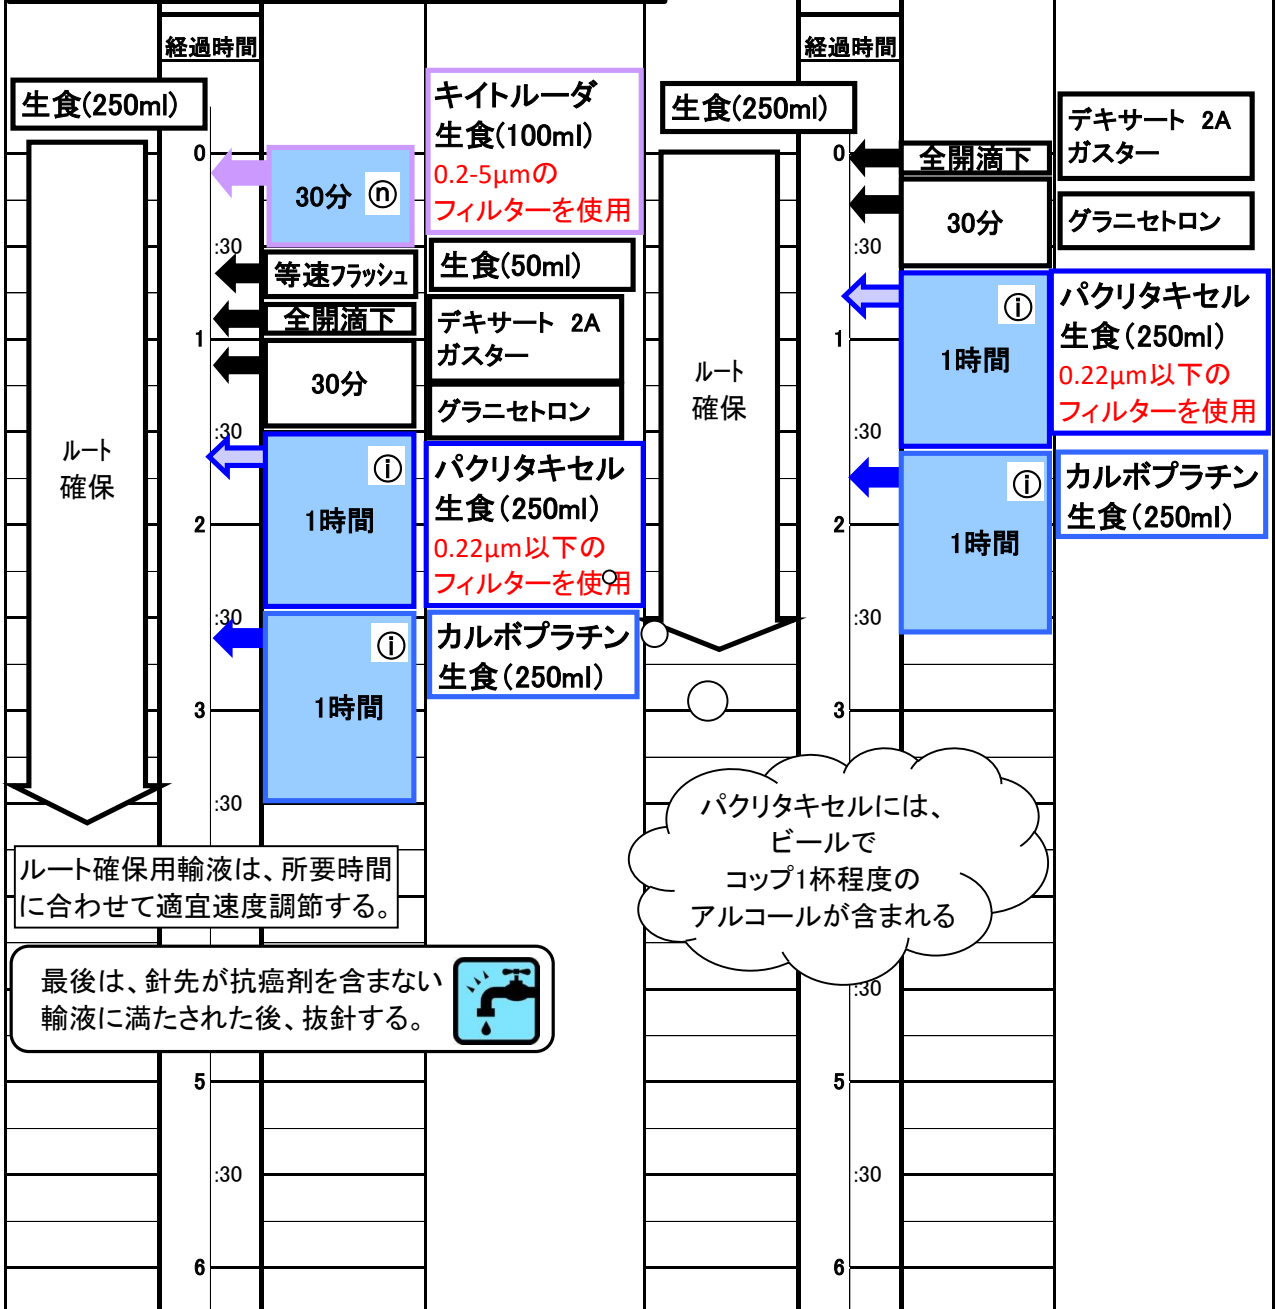 経過時間
生食(250ml)
ルート
確保
0
:30
1
:30
2
:30
3
:30
5
:30
6
30分 ⓝ
等速フラッシュ
全開滴下
30分
ⓘ
1時間
ⓘ
1時間
キイトルーダ
生食(100ml)
0.2-5μmの
フィルターを使用
生食(50ml)
デキサート 2A
ガスター
グラニセトロン
パクリタキセル
生食(250ml)
0.22μm以下の
フィルターを使用
カルボプラチン
生食(250ml)
ルート確保用輸液は、所要時間
に合わせて適宜速度調節する。
最後は、針先が抗癌剤を含まない
輸液に満たされた後、抜針する。
経過時間
生食(250ml)
ルート
確保
0
:30
1
:30
2
:30
3
:30
5
:30
6
全開滴下
30分
ⓘ
1時間
ⓘ
1時間
デキサート 2A
ガスター
グラニセトロン
パクリタキセル
生食(250ml)
0.22μm以下の
フィルターを使用
カルボプラチン
生食(250ml)
パクリタキセルには、
ビールで
コップ1杯程度の
アルコールが含まれる